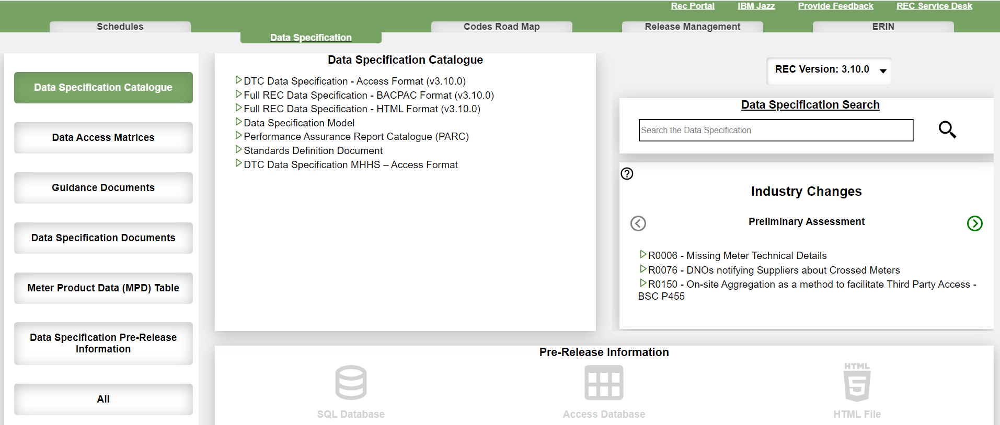 Rec Portal IBM Jazz Provide Feedback REC Service Desk
Schedules
Data Specification
Codes Road Map
Release Management
ERIN
Data Specification Catalogue
Data Access Matrices
Guidance Documents
Data Specification Documents
Meter Product Data (MPD) Table
Data Specification Pre-Release
Information
All
Data Specification Catalogue
DTC Data Specification - Access Format (v3.10.0)
Full REC Data Specification - BACPAC Format (v3.10.0)
Full REC Data Specification - HTML Format (v3.10.0)
Data Specification Model
Performance Assurance Report Catalogue (PARC)
Standards Definition Document
DTC Data Specification MHHS – Access Format
REC Version: 3.10.0
Data Specification Search
Search the Data Specification
?
Industry Changes
Preliminary Assessment
R0006 - Missing Meter Technical Details
R0076 - DNOs notifying Suppliers about Crossed Meters
R0150 - On-site Aggregation as a method to facilitate Third Party Access -
BSC P455
Pre-Release Information
SQL Database
Access Database
HTML
5
HTML File